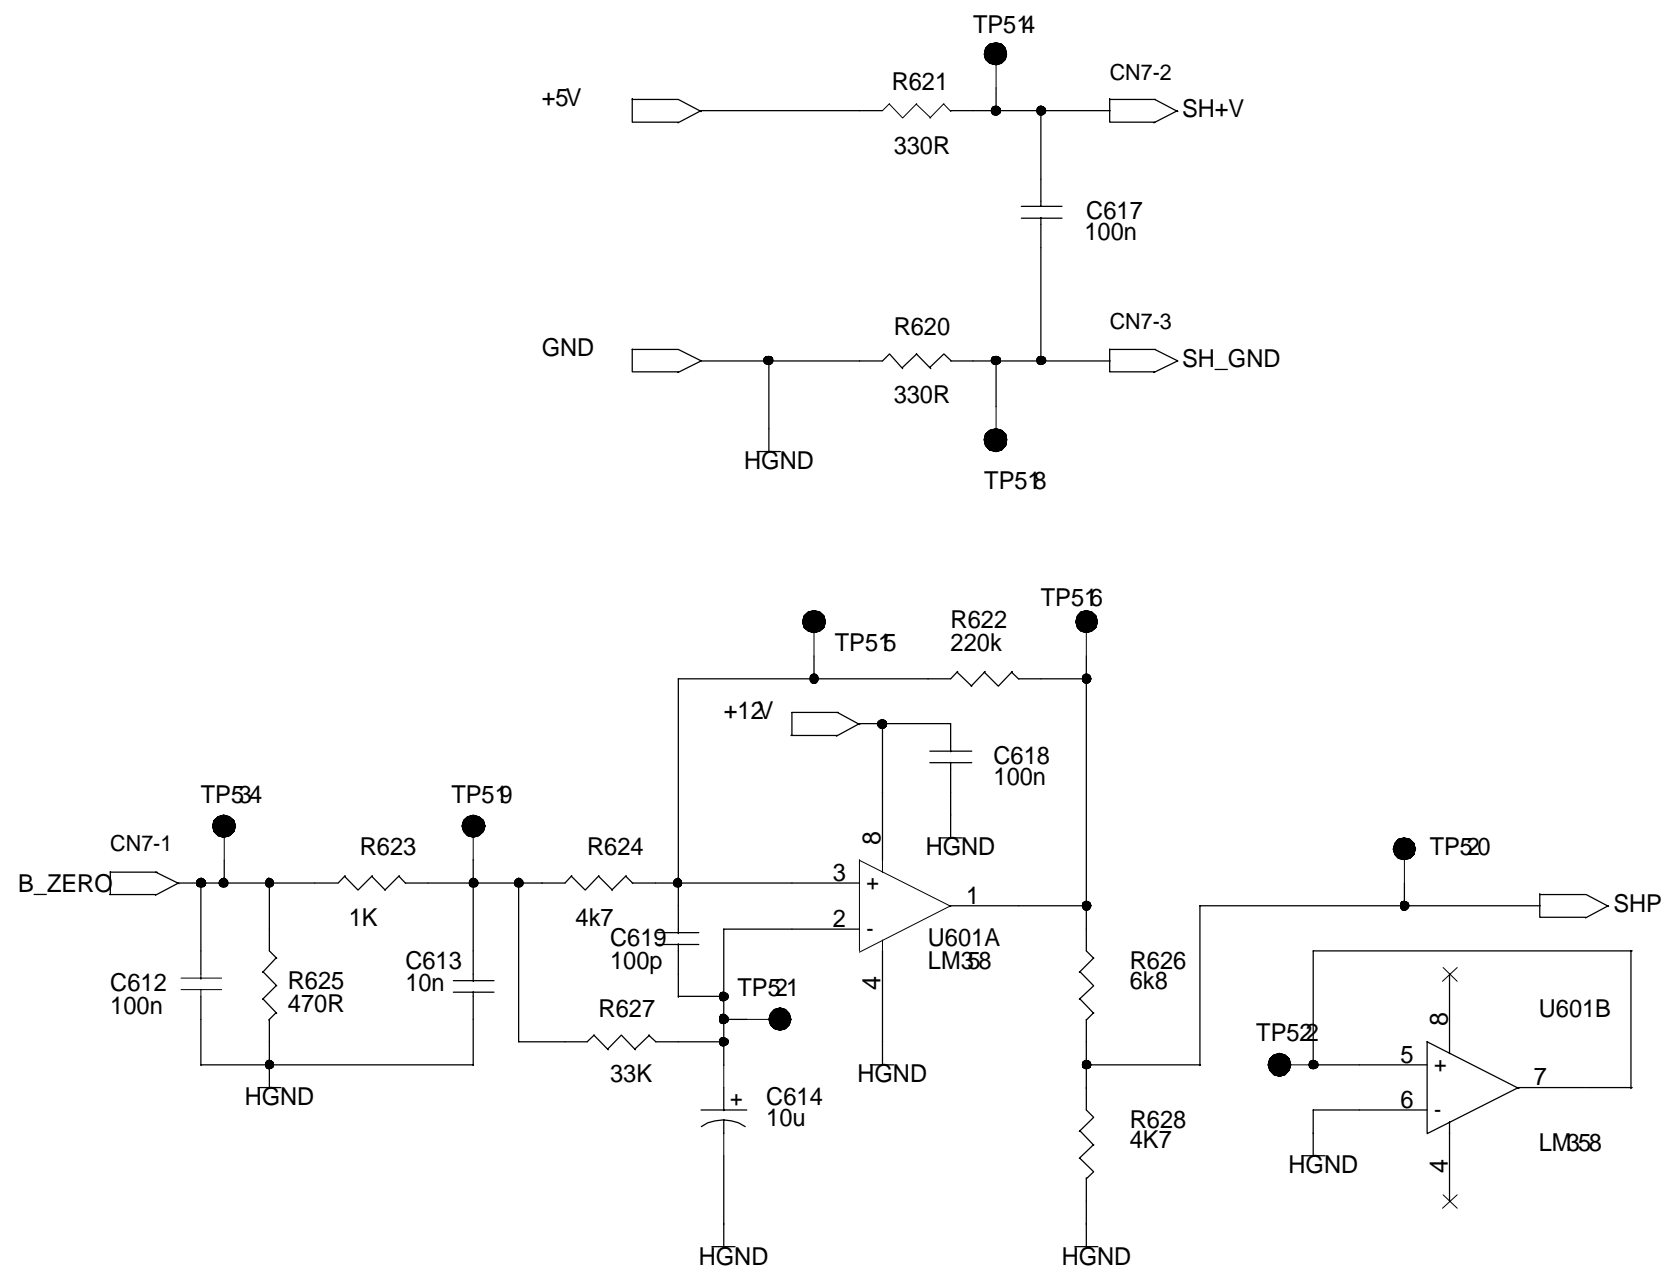 TP514
CN7-2
R621
+5V
SH+V
330R
C617
100n
R620
CN7-3
GND
SH_GND
330R
HGND
TP518
TP516
R622
220k
TP515
+12V
C618
100n
TP534
TP519
CN7-1
R623
R624
8
HGND
TP520
B_ZERO
3
+
1
SHP
1K
4k7
2
-
C619
100p
U601A
LM358
C612
100n
R625
470R
C613
10n
4
R626
6k8
TP521
R627
U601B
8
TP522
5
+
7
33K
HGND
HGND
6
-
+
C614
10u
R628
4K7
LM358
HGND
4
HGND
HGND